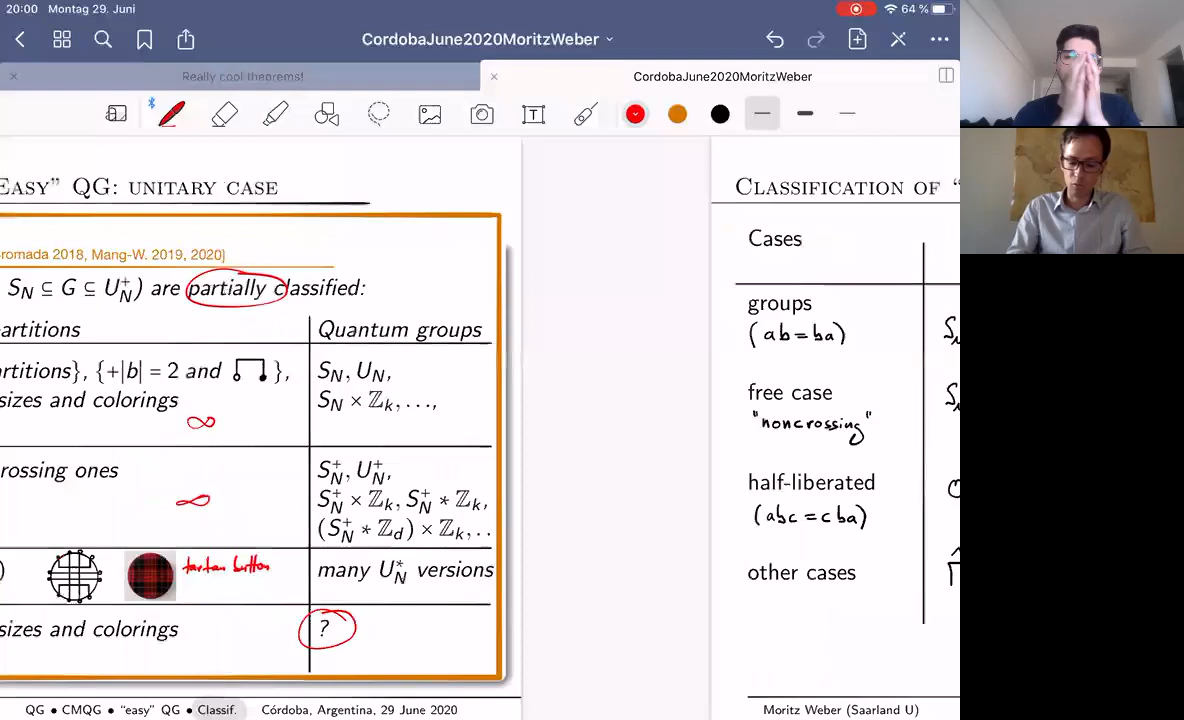 20:00 Montag 29. Juni
64 %
CordobaJune2020MoritzWeber
Really cool theorems!
CordobaJune2020MoritzWeber
EASY” QG: UNITARY CASE
romada 2018, Mang-W. 2019, 2020]
S_N ⊆ G ⊆ U_N^+) are partially classified:
artitions
Quantum groups
rtitions}, {+|b| = 2 and },
S_N, U_N,
sizes and colorings
S_N × ℤ_k, …,
∞
rossing ones
S_N^+, U_N^+,
∞
S_N^+ × ℤ_k, S_N^+ * ℤ_k,
(S_N^+ * ℤ_d) × ℤ_k, ..
)
tartan button
many U_N^* versions
sizes and colorings
?
QG • CMQG • “easy” QG • Classif.
Córdoba, Argentina, 29 June 2020
CLASSIFICATION OF “
Cases
groups
(ab=ba)
free case
"noncrossing"
half-liberated
(abc=cba)
other cases
Moritz Weber (Saarland U)